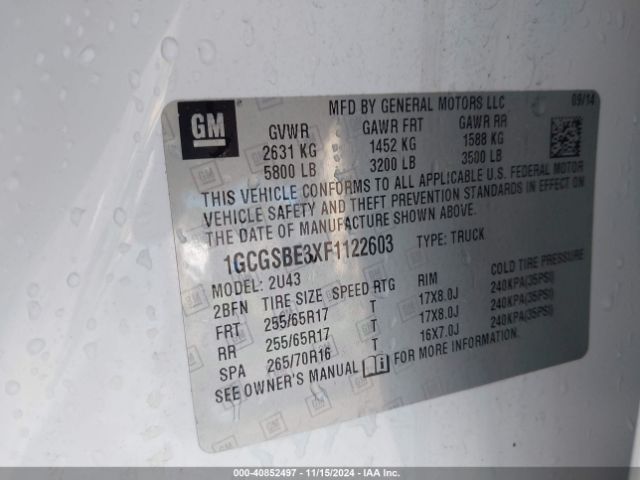 MFD BY GENERAL MOTORS LLC 09/14
GM
GVWR GAWR FRT GAWR RR
2631 KG 1452 KG 1588 KG
5800 LB 3200 LB 3500 LB
THIS VEHICLE CONFORMS TO ALL APPLICABLE U.S. FEDERAL MOTOR
VEHICLE SAFETY AND THEFT PREVENTION STANDARDS IN EFFECT ON
THE DATE OF MANUFACTURE SHOWN ABOVE.
1GCGSBE3XF1122603 TYPE: TRUCK
MODEL: 2U43
2BFN TIRE SIZE SPEED RTG RIM COLD TIRE PRESSURE
FRT 255/65R17 T 17X8.0J 240KPA(35PSI)
RR 255/65R17 T 17X8.0J 240KPA(35PSI)
SPA 265/70R16 T 16X7.0J 240KPA(35PSI)
SEE OWNER'S MANUAL FOR MORE INFORMATION.
#40852497 - 11/15/2024 - IAA Inc.